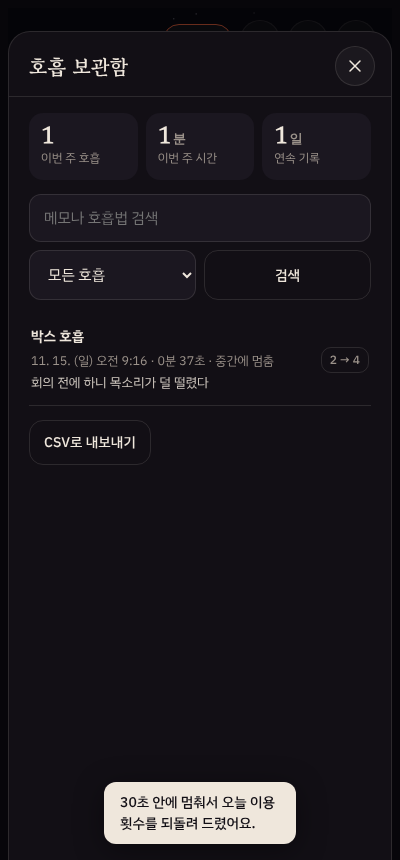 호흡 보관함
1
이번 주 호흡
1분
이번 주 시간
1일
연속 기록
메모나 호흡법 검색
모든 호흡
검색
박스 호흡
11. 15. (일) 오전 9:16 · 0분 37초 · 중간에 멈춤
2 → 4
회의 전에 하니 목소리가 덜 떨렸다
CSV로 내보내기
30초 안에 멈춰서 오늘 이용
횟수를 되돌려 드렸어요.